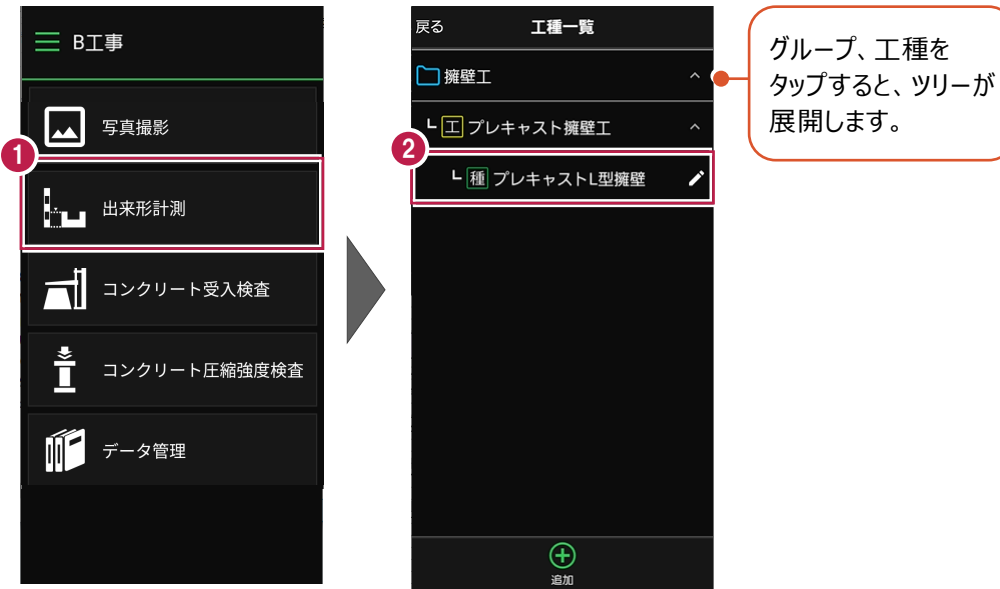 B工事
写真撮影
1
出来形計測
コンクリート受入検査
コンクリート圧縮強度検査
データ管理
戻る 工種一覧
擁壁工
工 プレキャスト擁壁工
2
種 プレキャストL型擁壁
追加
グループ、工種を
タップすると、ツリーが
展開します。